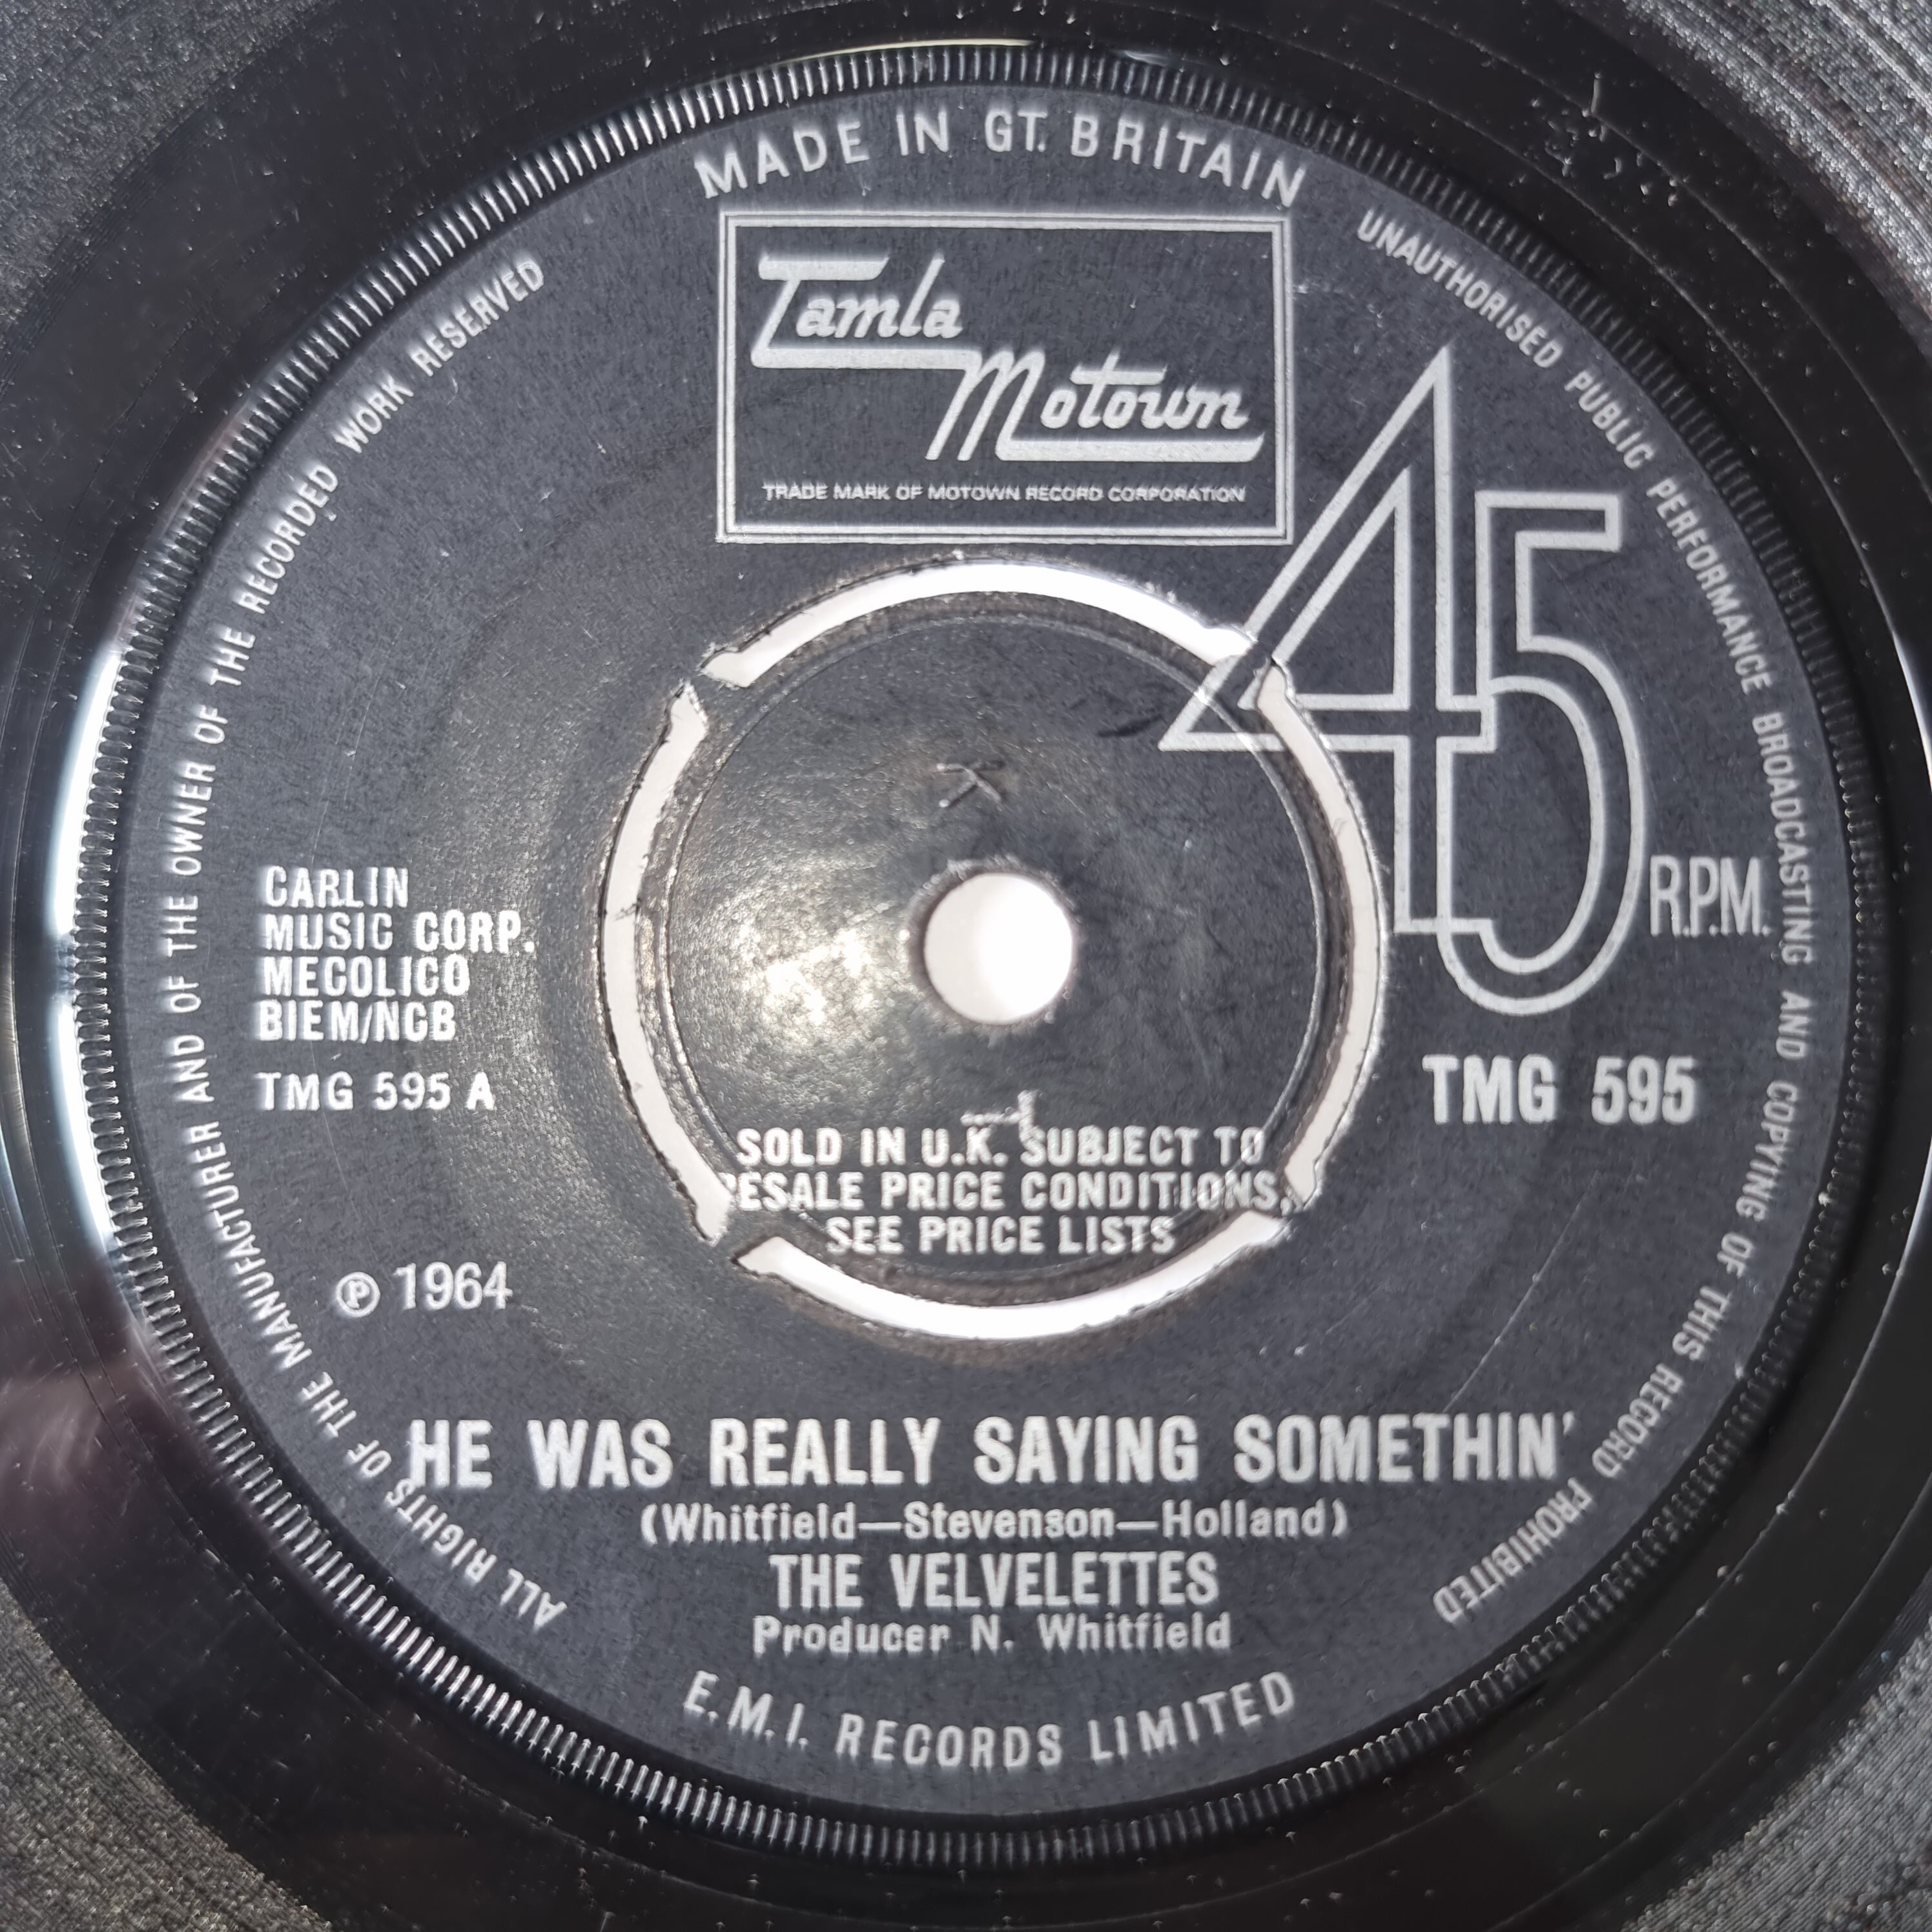 MADE IN GT. BRITAIN
UNAUTHORISED PUBLIC PERFORMANCE BROADCASTING AND COPYING OF THIS RECORD PROHIBITED
ALL RIGHTS OF THE MANUFACTURER AND OF THE OWNER OF THE RECORDED WORK RESERVED
Tamla
Motown
TRADE MARK OF MOTOWN RECORD CORPORATION
45
R.P.M.
CARLIN
MUSIC CORP.
MECOLICO
BIEM/NCB
TMG 595 A
TMG 595
SOLD IN U.K. SUBJECT TO
RESALE PRICE CONDITIONS,
SEE PRICE LISTS
℗ 1964
HE WAS REALLY SAYING SOMETHIN'
(Whitfield—Stevenson—Holland)
THE VELVELETTES
Producer N. Whitfield
E.M.I. RECORDS LIMITED